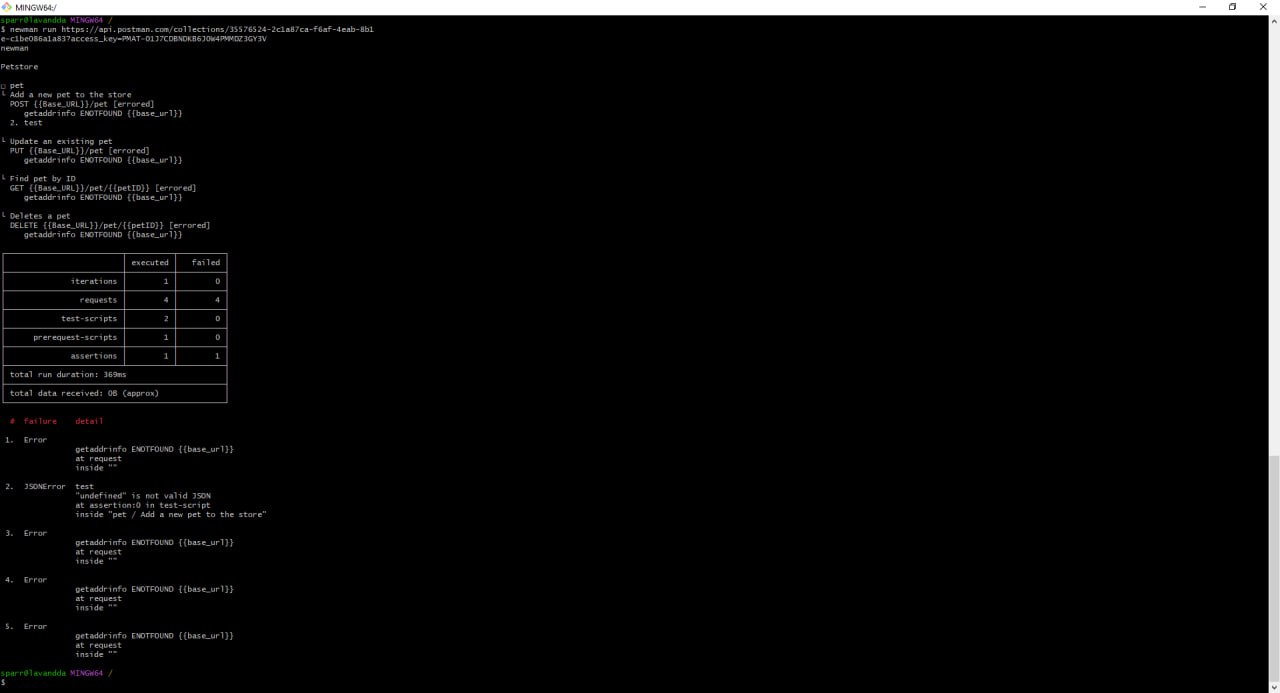 MINGW64:/
sparr@lavandda MINGW64 /
$ newman run https://api.postman.com/collections/35576524-2c1a87ca-f6af-4eab-8b1
e-c1be086a1a83?access_key=PMAT-01J7CDBNDKB6J0W4PMMDZ3GY3V
newman
Petstore
□ pet
└ Add a new pet to the store
POST {{Base_URL}}/pet [errored]
getaddrinfo ENOTFOUND {{base_url}}
2. test
└ Update an existing pet
PUT {{Base_URL}}/pet [errored]
getaddrinfo ENOTFOUND {{base_url}}
└ Find pet by ID
GET {{Base_URL}}/pet/{{petID}} [errored]
getaddrinfo ENOTFOUND {{base_url}}
└ Deletes a pet
DELETE {{Base_URL}}/pet/{{petID}} [errored]
getaddrinfo ENOTFOUND {{base_url}}
executed failed
iterations 1 0
requests 4 4
test-scripts 2 0
prerequest-scripts 1 0
assertions 1 1
total run duration: 369ms
total data received: 0B (approx)
# failure detail
1. Error
getaddrinfo ENOTFOUND {{base_url}}
at request
inside ""
2. JSONError test
"undefined" is not valid JSON
at assertion:0 in test-script
inside "pet / Add a new pet to the store"
3. Error
getaddrinfo ENOTFOUND {{base_url}}
at request
inside ""
4. Error
getaddrinfo ENOTFOUND {{base_url}}
at request
inside ""
5. Error
getaddrinfo ENOTFOUND {{base_url}}
at request
inside ""
sparr@lavandda MINGW64 /
$